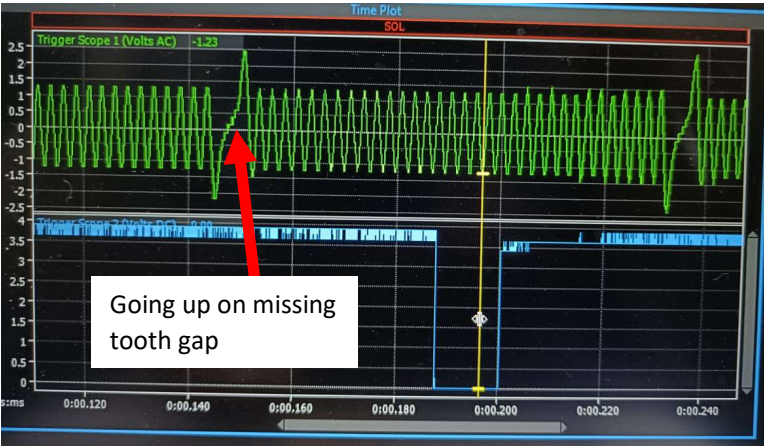 Time Plot
SOL
Trigger Scope 1 (Volts AC) -1.23
2.5
2
1.5
1
0.5
0
-0.5
-1
-1.5
-2
-2.5
Trigger Scope 2 (Volts DC) 0.00
4
3.5
3
2.5
2
1.5
1
0.5
0
Going up on missing
tooth gap
s:ms 0:00.120 0:00.140 0:00.160 0:00.180 0:00.200 0:00.220 0:00.240